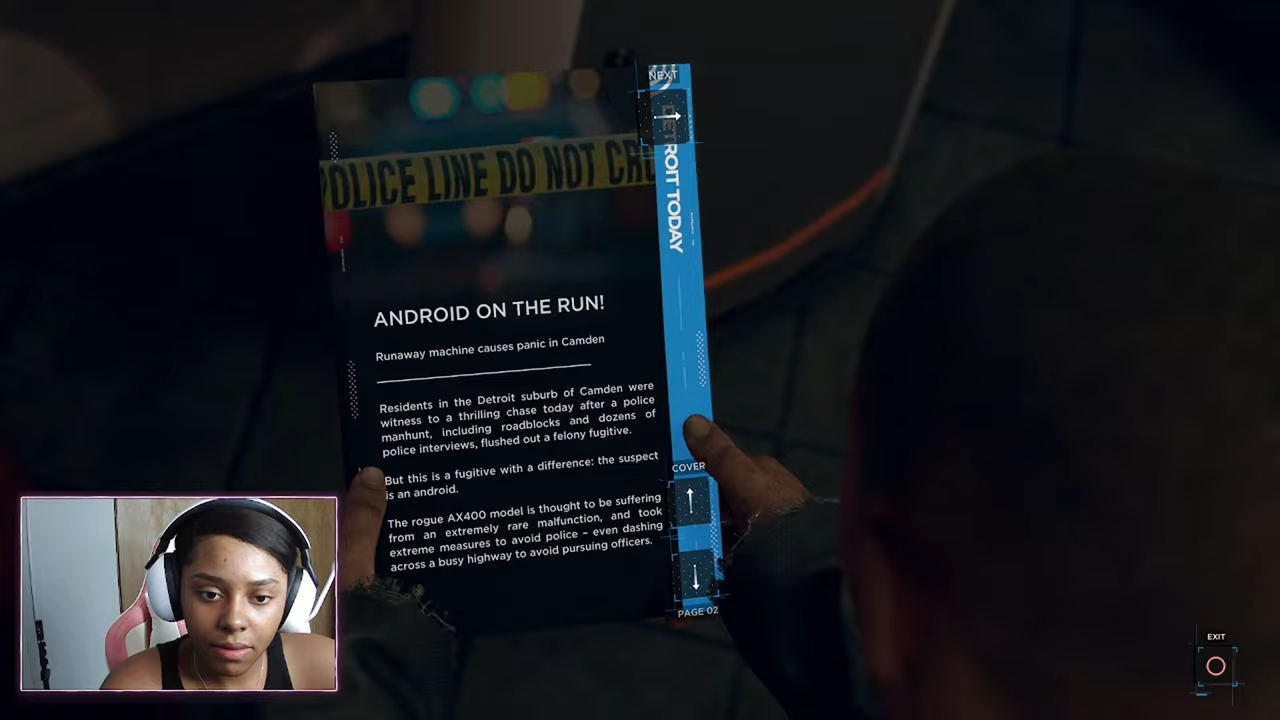 NEXT
DETROIT TODAY
POLICE LINE DO NOT CRO
ANDROID ON THE RUN!
Runaway machine causes panic in Camden
Residents in the Detroit suburb of Camden were
witness to a thrilling chase today after a police
manhunt, including roadblocks and dozens of
police interviews, flushed out a felony fugitive.
But this is a fugitive with a difference: the suspect
is an android.
The rogue AX400 model is thought to be suffering
from an extremely rare malfunction, and took
extreme measures to avoid police – even dashing
across a busy highway to avoid pursuing officers.
COVER
PAGE 02
EXIT